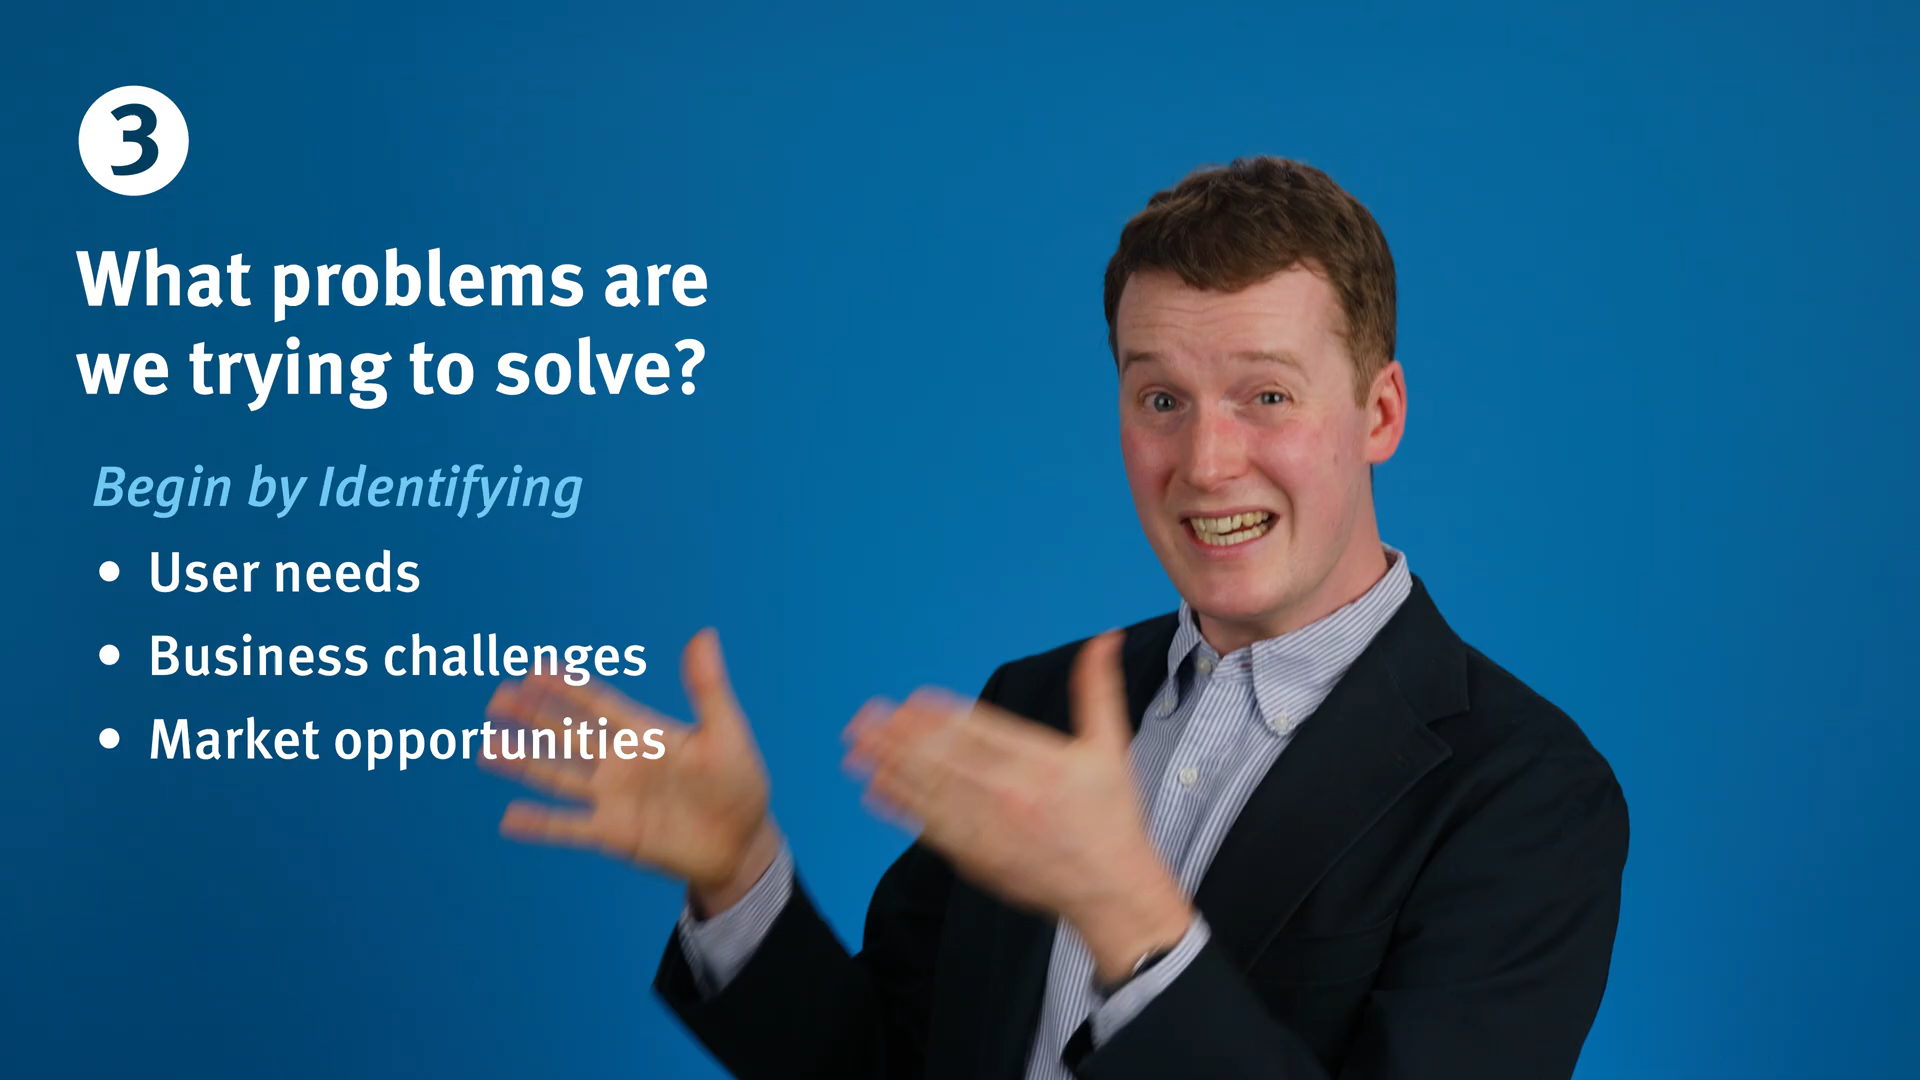 3
What problems are
we trying to solve?
Begin by Identifying
• User needs
• Business challenges
• Market opportunities